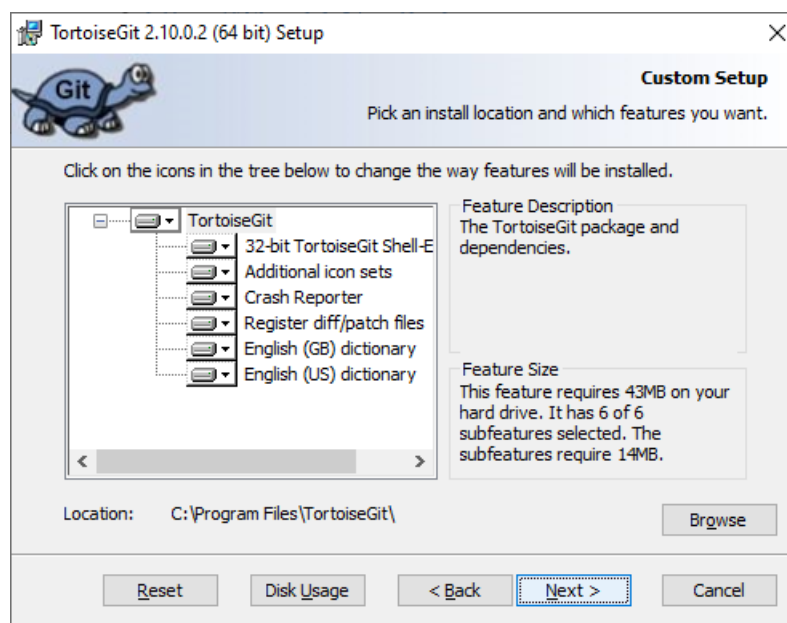 TortoiseGit 2.10.0.2 (64 bit) Setup
Git
Custom Setup
Pick an install location and which features you want.
Click on the icons in the tree below to change the way features will be installed.
TortoiseGit
32-bit TortoiseGit Shell-E
Additional icon sets
Crash Reporter
Register diff/patch files
English (GB) dictionary
English (US) dictionary
Feature Description
The TortoiseGit package and
dependencies.
Feature Size
This feature requires 43MB on your
hard drive. It has 6 of 6
subfeatures selected. The
subfeatures require 14MB.
Location: C:\Program Files\TortoiseGit\
Browse
Reset Disk Usage < Back Next > Cancel